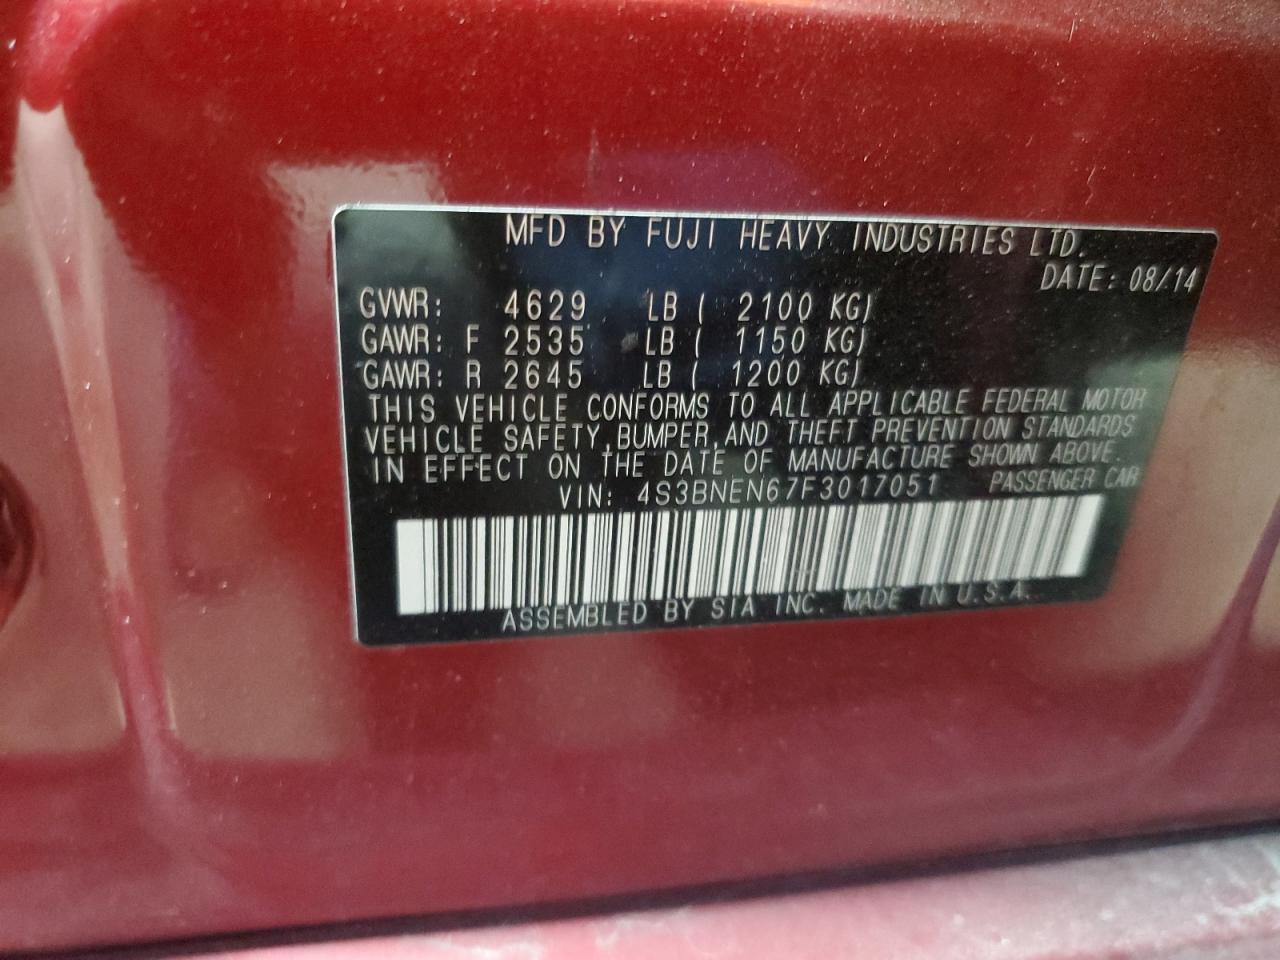 MFD BY FUJI HEAVY INDUSTRIES LTD.
DATE: 08/14
GVWR: 4629 LB ( 2100 KG)
GAWR: F 2535 LB ( 1150 KG)
GAWR: R 2645 LB ( 1200 KG)
THIS VEHICLE CONFORMS TO ALL APPLICABLE FEDERAL MOTOR
VEHICLE SAFETY,BUMPER,AND THEFT PREVENTION STANDARDS
IN EFFECT ON THE DATE OF MANUFACTURE SHOWN ABOVE.
VIN: 4S3BNEN67F3017051 PASSENGER CAR
ASSEMBLED BY SIA INC. MADE IN U.S.A.